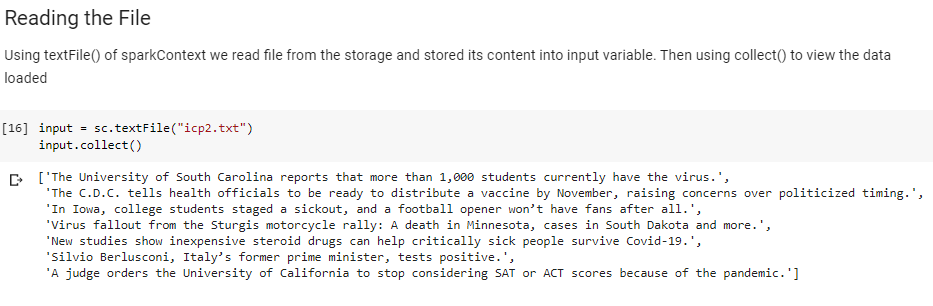 Reading the File
Using textFile() of sparkContext we read file from the storage and stored its content into input variable. Then using collect() to view the data
loaded
[16] input = sc.textFile("icp2.txt")
input.collect()
['The University of South Carolina reports that more than 1,000 students currently have the virus.',
'The C.D.C. tells health officials to be ready to distribute a vaccine by November, raising concerns over politicized timing.',
'In Iowa, college students staged a sickout, and a football opener won’t have fans after all.',
'Virus fallout from the Sturgis motorcycle rally: A death in Minnesota, cases in South Dakota and more.',
'New studies show inexpensive steroid drugs can help critically sick people survive Covid-19.',
'Silvio Berlusconi, Italy’s former prime minister, tests positive.',
'A judge orders the University of California to stop considering SAT or ACT scores because of the pandemic.']